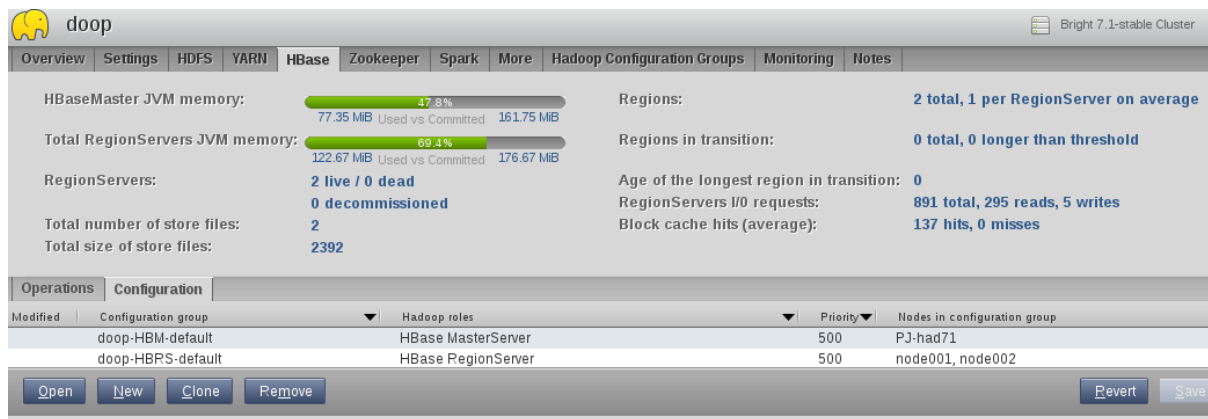 doop
Bright 7.1-stable Cluster
Overview Settings HDFS YARN HBase Zookeeper Spark More Hadoop Configuration Groups Monitoring Notes
HBaseMaster JVM memory: 47.8% Regions: 2 total, 1 per RegionServer on average
77.35 MiB Used vs Committed 161.75 MiB
Total RegionServers JVM memory: 69.4% Regions in transition: 0 total, 0 longer than threshold
122.67 MiB Used vs Committed 176.67 MiB
RegionServers: 2 live / 0 dead Age of the longest region in transition: 0
0 decommissioned RegionServers I/0 requests: 891 total, 295 reads, 5 writes
Total number of store files: 2 Block cache hits (average): 137 hits, 0 misses
Total size of store files: 2392
Operations Configuration
Modified Configuration group Hadoop roles Priority Nodes in configuration group
doop-HBM-default HBase MasterServer 500 PJ-had71
doop-HBRS-default HBase RegionServer 500 node001, node002
Open New Clone Remove Revert Save